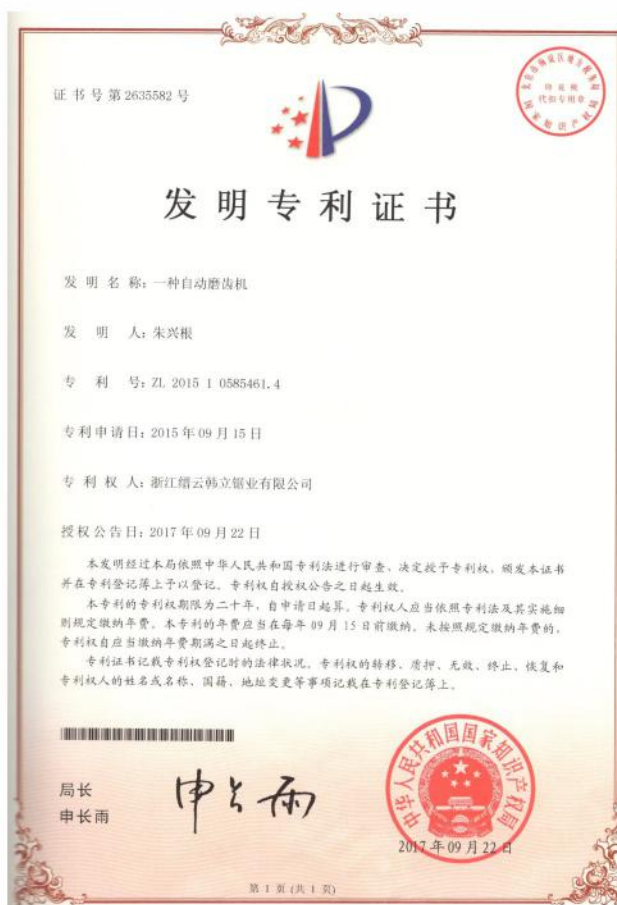 证书号第2635582号
印花税
代扣专用章
国家知识产权局
发明专利证书
发明名称：一种自动磨齿机
发明人：朱兴根
专利号：ZL 2015 1 0585461.4
专利申请日：2015年09月15日
专利权人：浙江缙云韩立锯业有限公司
授权公告日：2017年09月22日
本发明经过本局依照中华人民共和国专利法进行审查，决定授予专利权，颁发本证书
并在专利登记簿上予以登记。专利权自授权公告之日起生效。
本专利的专利权期限为二十年，自申请日起算。专利权人应当依照专利法及其实施细
则规定缴纳年费。本专利的年费应当在每年09月15日前缴纳。未按照规定缴纳年费的，
专利权自应当缴纳年费期满之日起终止。
专利证书记载专利权登记时的法律状况。专利权的转移、质押、无效、终止、恢复和
专利权人的姓名或名称、国籍、地址变更等事项记载在专利登记簿上。
局长
申长雨
申长雨
中华人民共和国国家知识产权局
2017年09月22日
第1页(共1页)